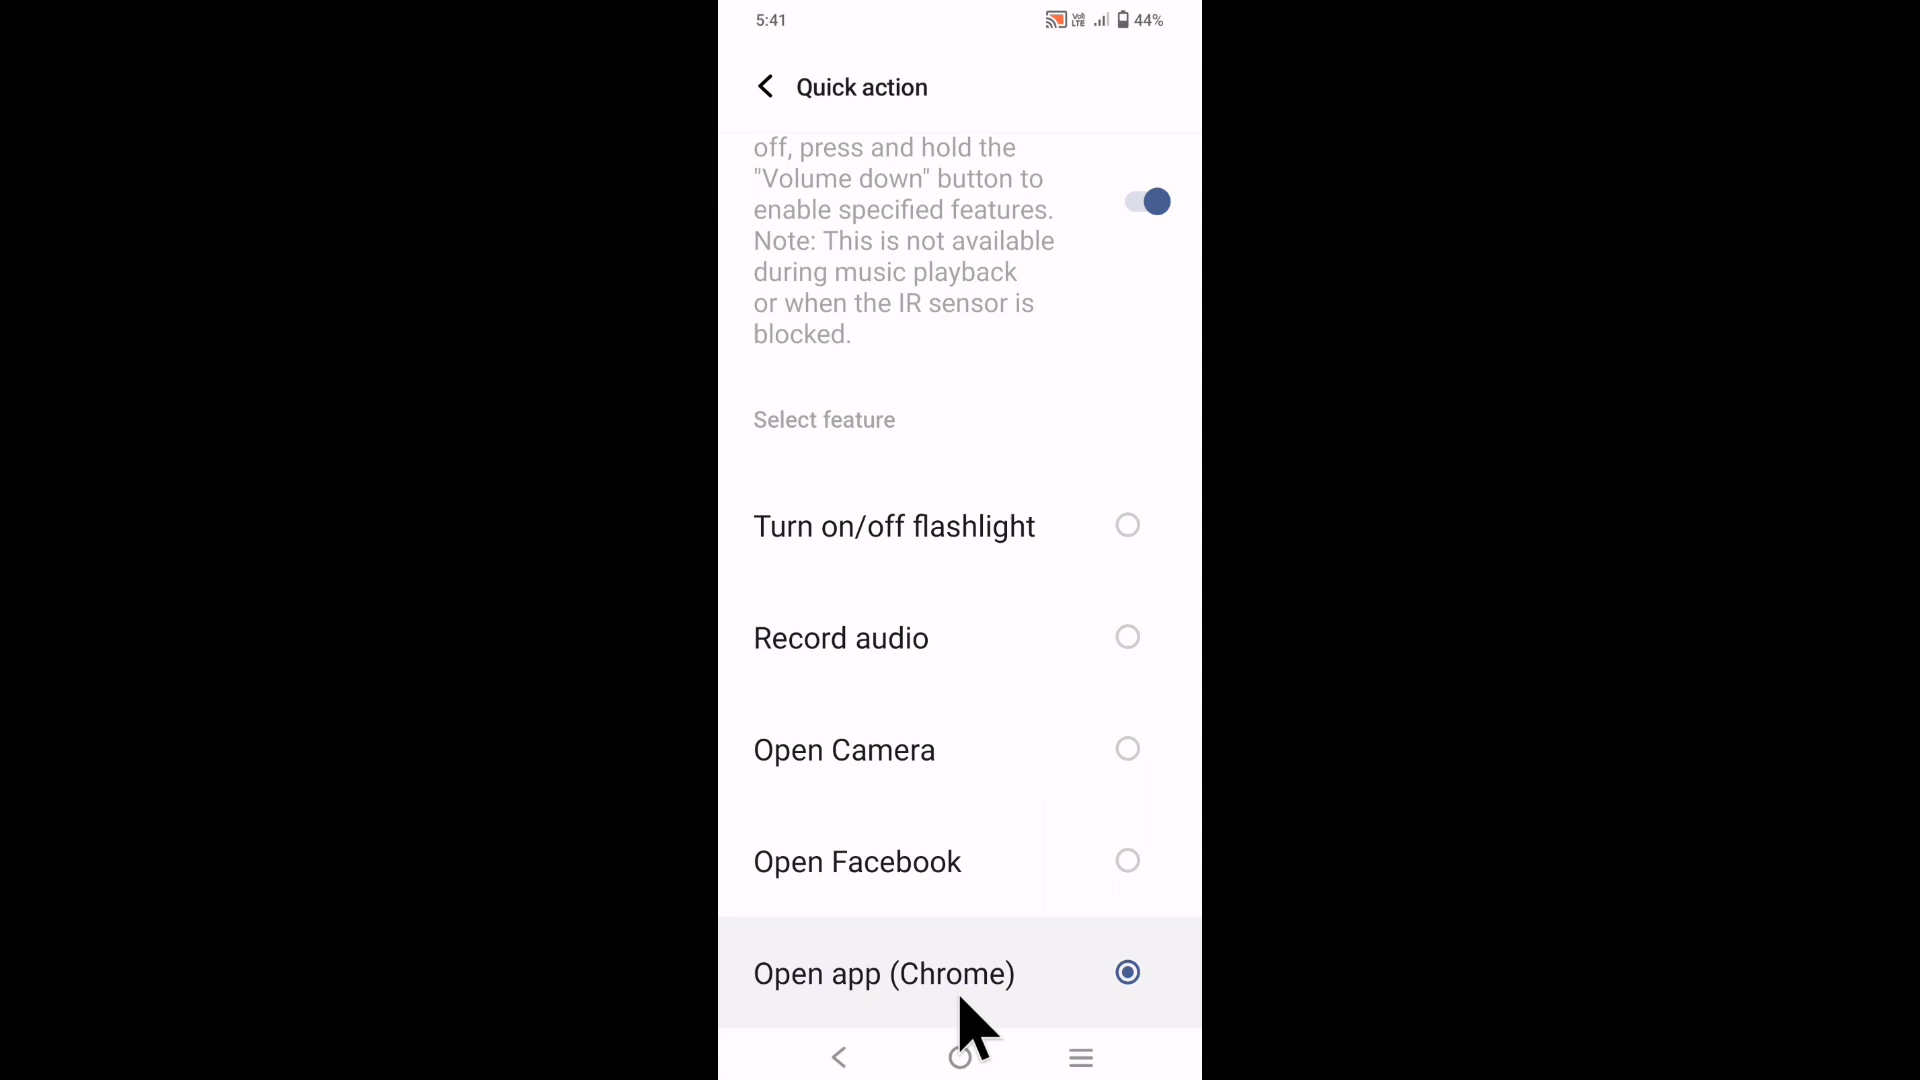 5:41
Vo) LTE
44%
Quick action
off, press and hold the
"Volume down" button to
enable specified features.
Note: This is not available
during music playback
or when the IR sensor is
blocked.
Select feature
Turn on/off flashlight
Record audio
Open Camera
Open Facebook
Open app (Chrome)